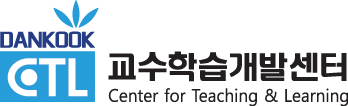 DANKOOK
CTL
교수학습개발센터
Center for Teaching & Learning